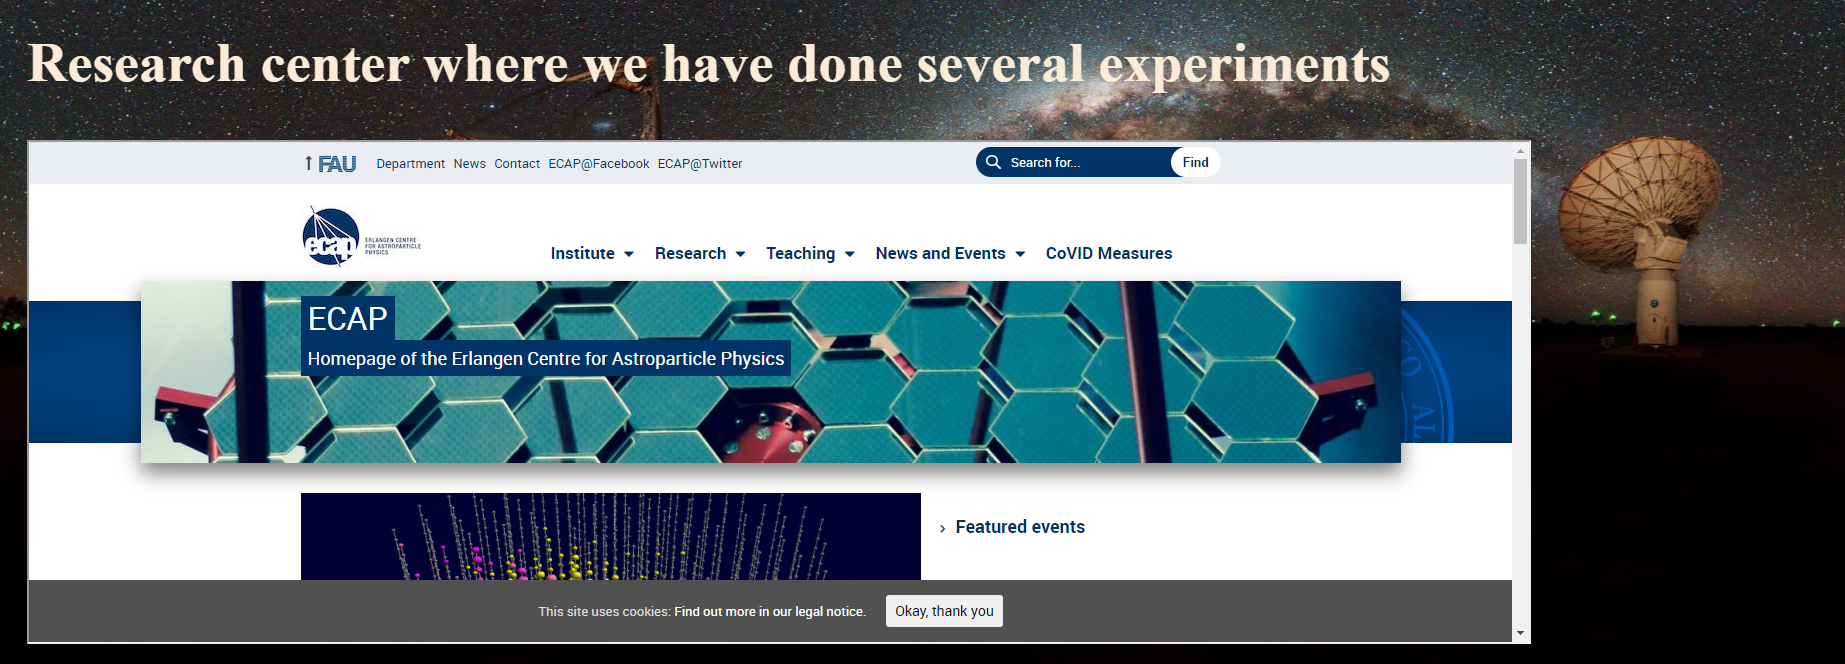 Research center where we have done several experiments
FAU Department News Contact ECAP@Facebook ECAP@Twitter
Search for... Find
ecap
ERLANGEN CENTRE
FOR ASTROPARTICLE
PHYSICS
Institute Research Teaching News and Events CoVID Measures
ECAP
Homepage of the Erlangen Centre for Astroparticle Physics
Featured events
This site uses cookies: Find out more in our legal notice. Okay, thank you